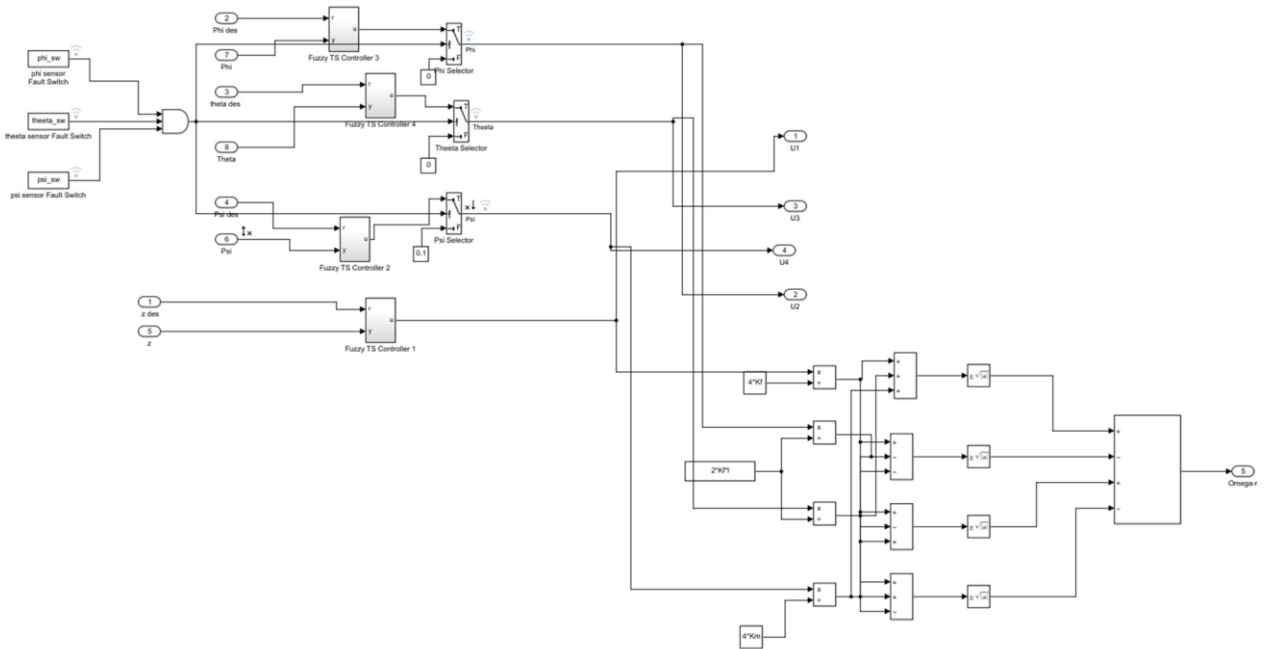 2
Phi des
r
y
u
Fuzzy TS Controller 3
7
Phi
T
F
Phi
0
Phi Selector
phi_sw
phi sensor
Fault Switch
3
theta des
r
y
u
Fuzzy TS Controller 4
T
F
Theeta
Theeta Selector
0
theeta_sw
theeta sensor Fault Switch
8
Theta
1
U1
psi_sw
psi sensor Fault Switch
4
Psi des
6
Psi
r
y
u
Fuzzy TS Controller 2
T
F
Psi
0.1
Psi Selector
3
U3
4
U4
1
z des
5
z
r
y
u
Fuzzy TS Controller 1
2
U2
4*Kf
×
÷
+
+
+
± √|u|
×
÷
2*Kf*l
+
−
−
± √|u|
×
÷
+
−
+
± √|u|
×
÷
4*Km
+
+
−
± √|u|
+
−
+
−
5
Omega-r